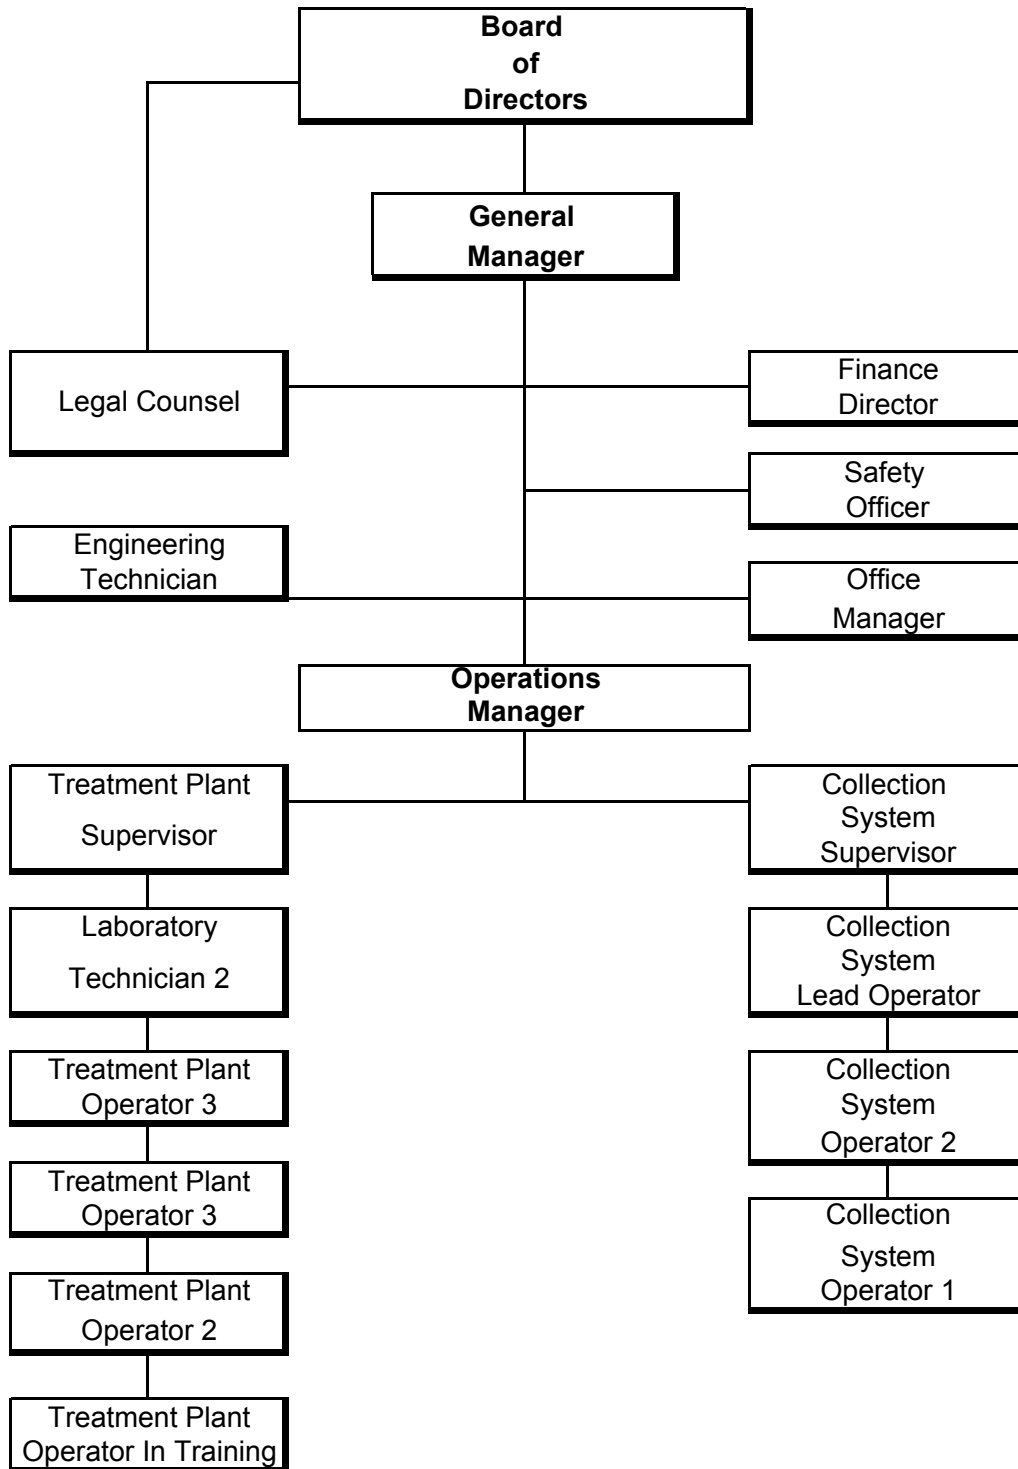 Board
of
Directors
General
Manager
Legal Counsel
Finance
Director
Safety
Officer
Engineering
Technician
Office
Manager
Operations
Manager
Treatment Plant
Supervisor
Collection
System
Supervisor
Laboratory
Technician 2
Collection
System
Lead Operator
Treatment Plant
Operator 3
Collection
System
Operator 2
Treatment Plant
Operator 3
Collection
System
Operator 1
Treatment Plant
Operator 2
Treatment Plant
Operator In Training